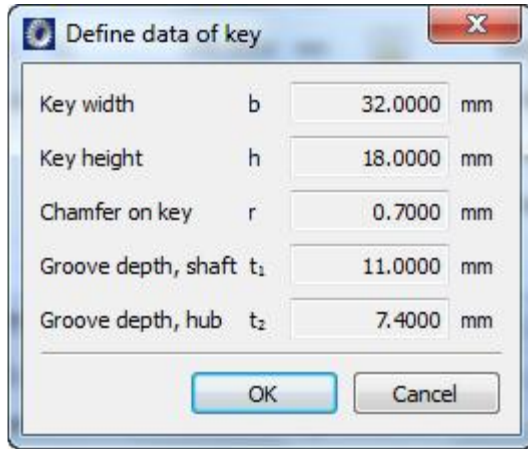 Define data of key
Key width b 32.0000 mm
Key height h 18.0000 mm
Chamfer on key r 0.7000 mm
Groove depth, shaft t₁ 11.0000 mm
Groove depth, hub t₂ 7.4000 mm
OK Cancel